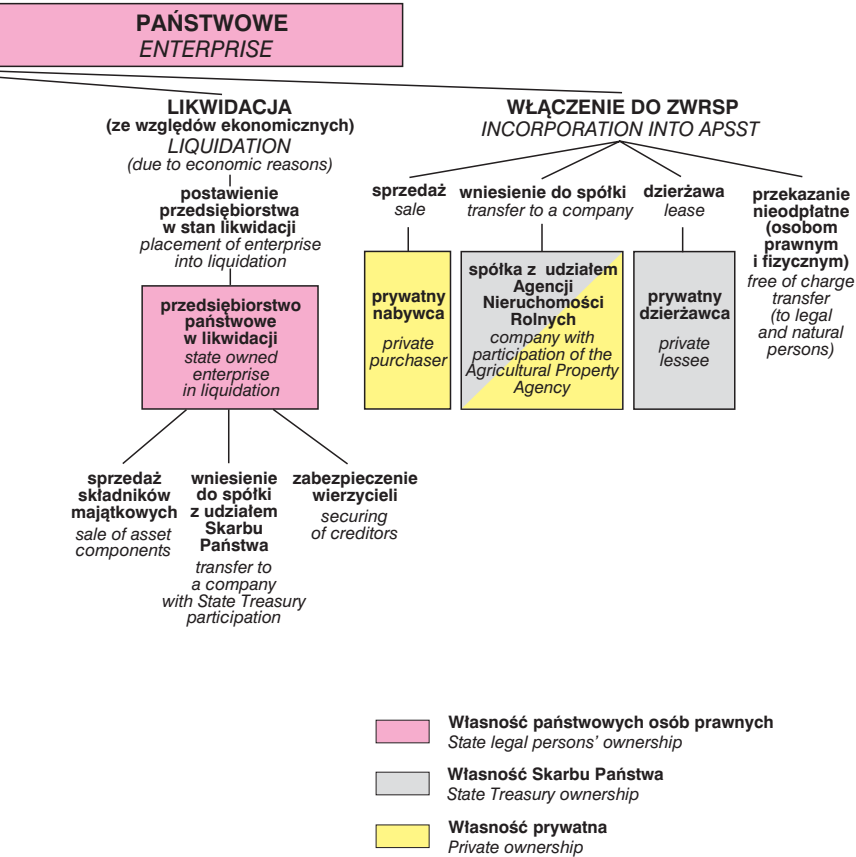 PAŃSTWOWE
ENTERPRISE
LIKWIDACJA
(ze względów ekonomicznych)
LIQUIDATION
(due to economic reasons)
postawienie
przedsiębiorstwa
w stan likwidacji
placement of enterprise
into liquidation
przedsiębiorstwo
państwowe
w likwidacji
state owned
enterprise
in liquidation
sprzedaż
składników
majątkowych
sale of asset
components
wniesienie
do spółki
z udziałem
Skarbu
Państwa
transfer to
a company
with State Treasury
participation
zabezpieczenie
wierzycieli
securing
of creditors
WŁĄCZENIE DO ZWRSP
INCORPORATION INTO APSST
sprzedaż
sale
prywatny
nabywca
private
purchaser
wniesienie do spółki
transfer to a company
spółka z udziałem
Agencji
Nieruchomości
Rolnych
company with
participation of the
Agricultural Property
Agency
dzierżawa
lease
prywatny
dzierżawca
private
lessee
przekazanie
nieodpłatne
(osobom
prawnym
i fizycznym)
free of charge
transfer
(to legal
and natural
persons)
Własność państwowych osób prawnych
State legal persons' ownership
Własność Skarbu Państwa
State Treasury ownership
Własność prywatna
Private ownership